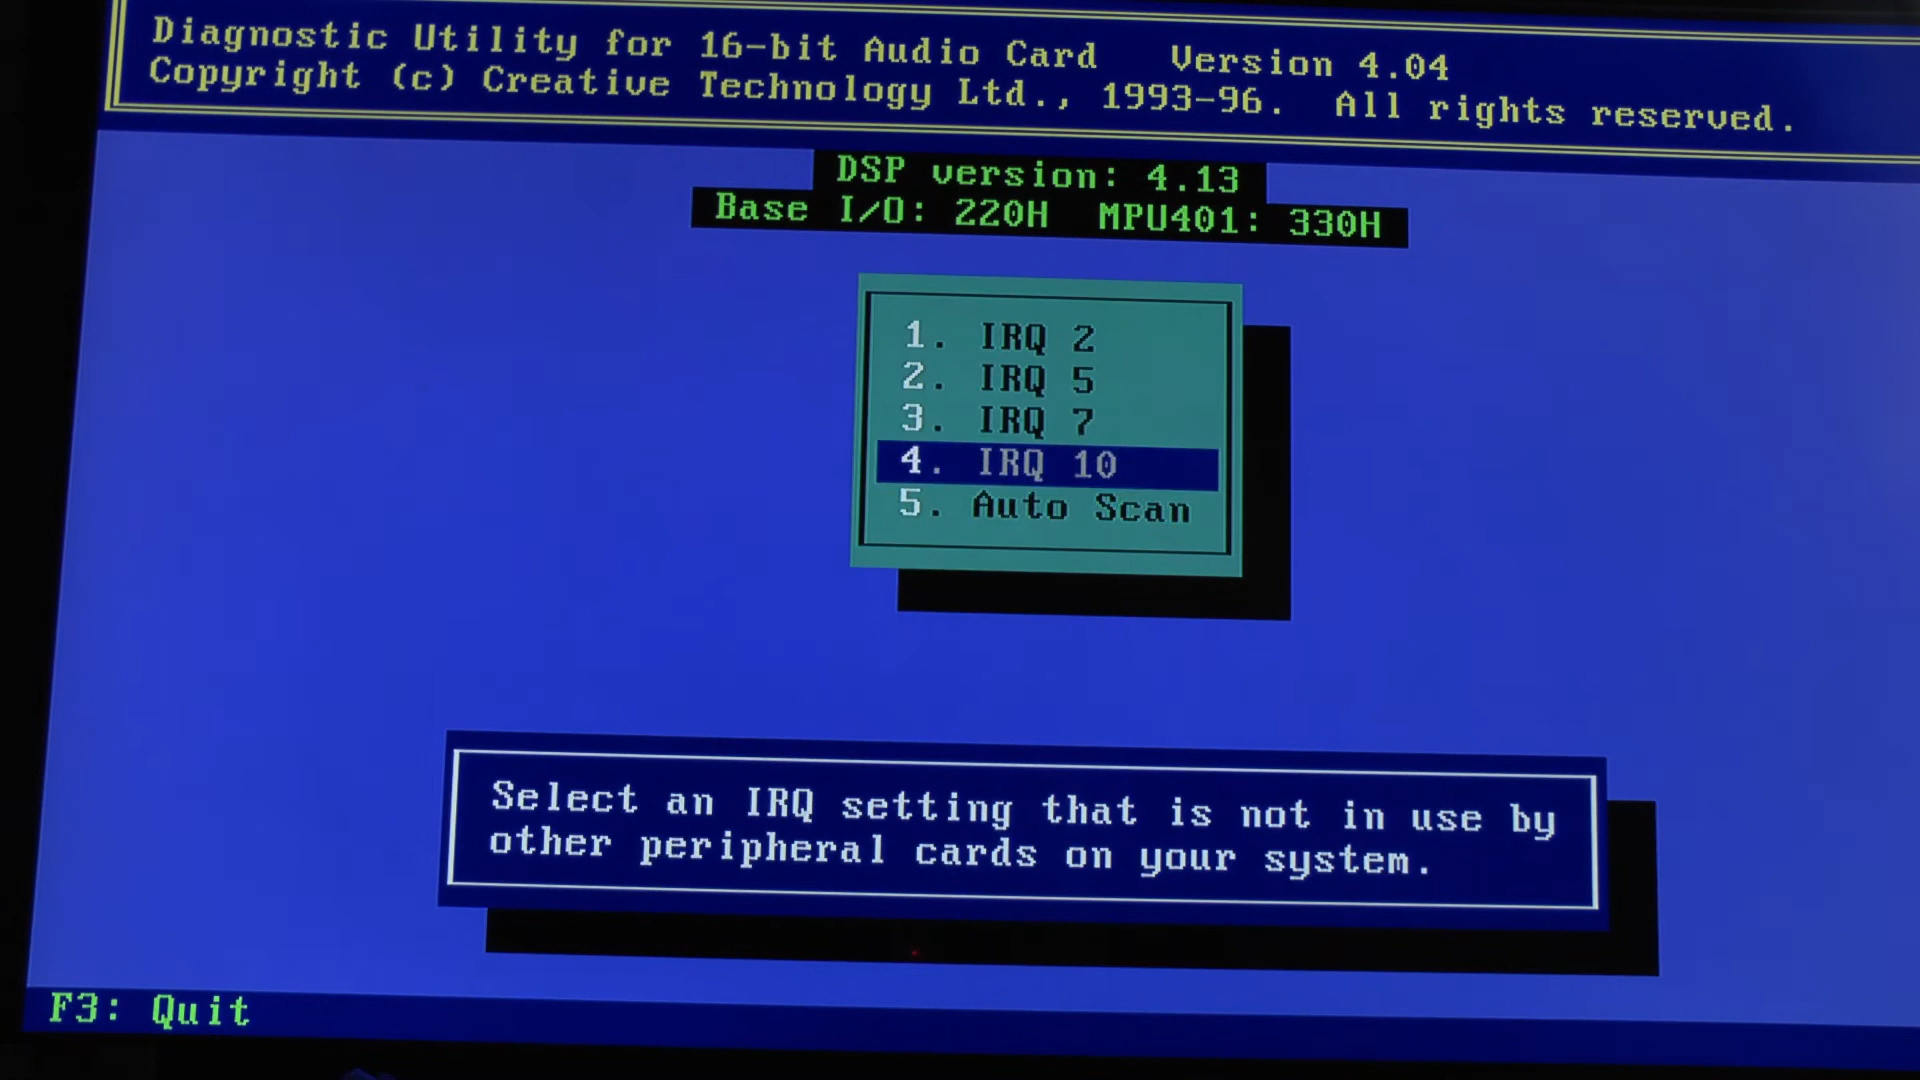 Diagnostic Utility for 16-bit Audio Card   Version 4.04
Copyright (c) Creative Technology Ltd., 1993-96.  All rights reserved.
DSP version: 4.13
Base I/O: 220H  MPU401: 330H
1. IRQ 2
2. IRQ 5
3. IRQ 7
4. IRQ 10
5. Auto Scan
Select an IRQ setting that is not in use by
other peripheral cards on your system.
F3: Quit